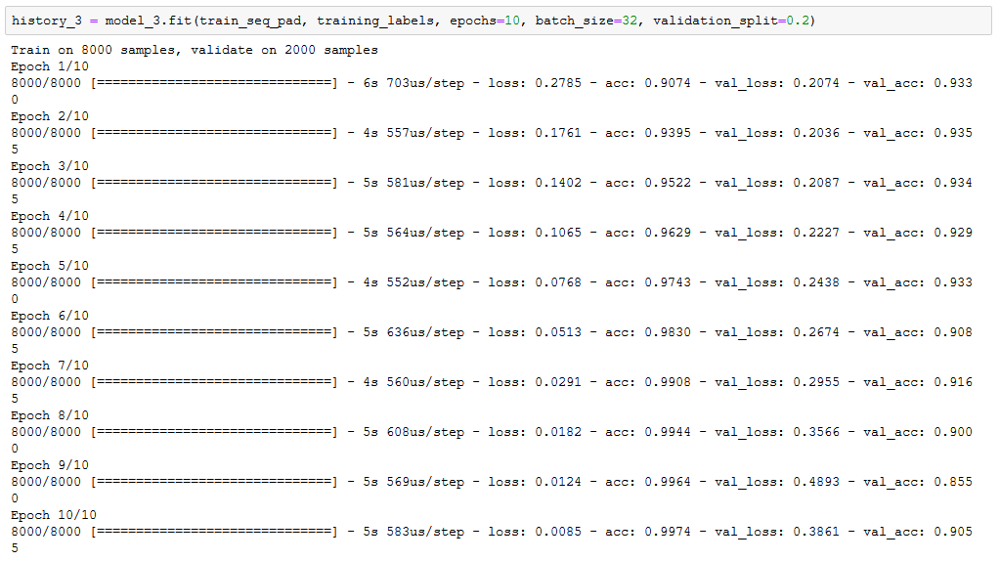 history_3 = model_3.fit(train_seq_pad, training_labels, epochs=10, batch_size=32, validation_split=0.2)
Train on 8000 samples, validate on 2000 samples
Epoch 1/10
8000/8000 [==============================] - 6s 703us/step - loss: 0.2785 - acc: 0.9074 - val_loss: 0.2074 - val_acc: 0.933
0
Epoch 2/10
8000/8000 [==============================] - 4s 557us/step - loss: 0.1761 - acc: 0.9395 - val_loss: 0.2036 - val_acc: 0.935
5
Epoch 3/10
8000/8000 [==============================] - 5s 581us/step - loss: 0.1402 - acc: 0.9522 - val_loss: 0.2087 - val_acc: 0.934
5
Epoch 4/10
8000/8000 [==============================] - 5s 564us/step - loss: 0.1065 - acc: 0.9629 - val_loss: 0.2227 - val_acc: 0.929
5
Epoch 5/10
8000/8000 [==============================] - 4s 552us/step - loss: 0.0768 - acc: 0.9743 - val_loss: 0.2438 - val_acc: 0.933
0
Epoch 6/10
8000/8000 [==============================] - 5s 636us/step - loss: 0.0513 - acc: 0.9830 - val_loss: 0.2674 - val_acc: 0.908
5
Epoch 7/10
8000/8000 [==============================] - 4s 560us/step - loss: 0.0291 - acc: 0.9908 - val_loss: 0.2955 - val_acc: 0.916
5
Epoch 8/10
8000/8000 [==============================] - 5s 608us/step - loss: 0.0182 - acc: 0.9944 - val_loss: 0.3566 - val_acc: 0.900
0
Epoch 9/10
8000/8000 [==============================] - 5s 569us/step - loss: 0.0124 - acc: 0.9964 - val_loss: 0.4893 - val_acc: 0.855
0
Epoch 10/10
8000/8000 [==============================] - 5s 583us/step - loss: 0.0085 - acc: 0.9974 - val_loss: 0.3861 - val_acc: 0.905
5